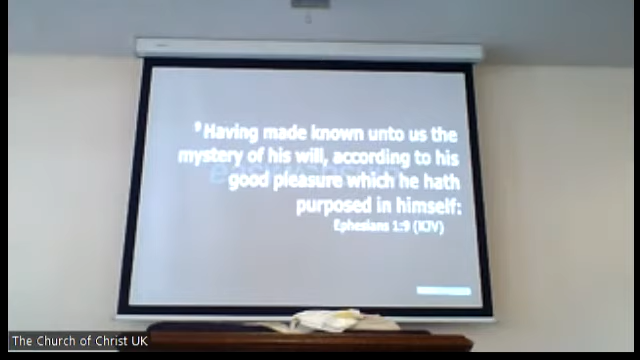 ⁹ Having made known unto us the
mystery of his will, according to his
good pleasure which he hath
purposed in himself:
Ephesians 1:9 (KJV)
The Church of Christ UK